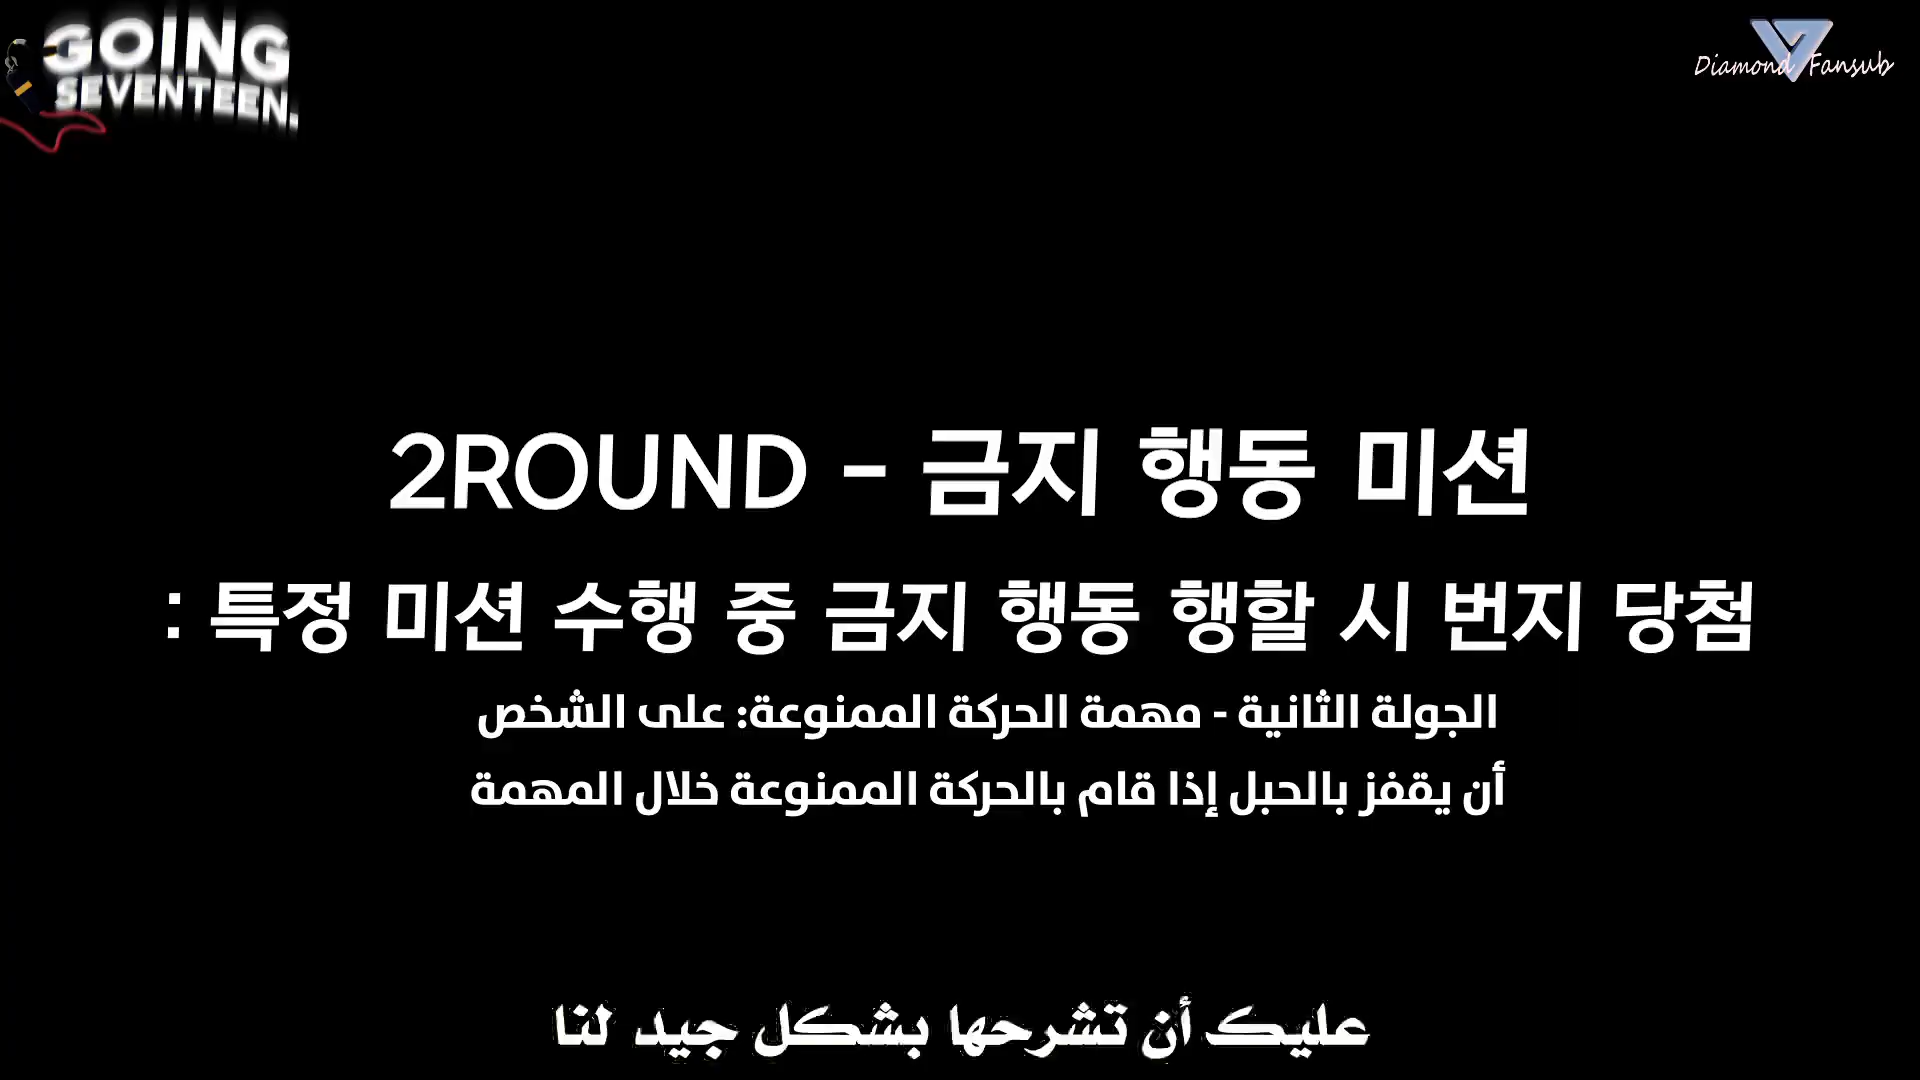 GOING
SEVENTEEN.
Diamond Fansub
2ROUND - 금지 행동 미션
: 특정 미션 수행 중 금지 행동 행할 시 번지 당첨
الجولة الثانية - مهمة الحركة الممنوعة: على الشخص
أن يقفز بالحبل إذا قام بالحركة الممنوعة خلال المهمة
عليك أن تشرحها بشكل جيد لنا